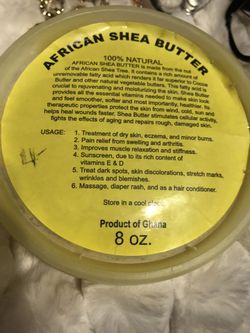 AFRICAN SHEA BUTTER
100% NATURAL
AFRICAN SHEA BUTTER is made from the nut
of the African Shea Tree. It contains a rich amount of
unremovable fatty acid which makes it far superior to Cocoa
Butter and other natural vegetable butters. This fatty acid is
crucial to rejuvenating and moisturizing the skin. Shea Butter
provides all the essential vitamins needed to make skin look
and feel smoother, softer and most importantly, healthier. Its
therapeutic properties protect the skin from sun, wind, cold, and
helps heal wounds faster. Shea Butter stimulates cellular activity,
fights the effects of aging and repairs rough, damaged skin.
USAGE: 1. Treatment of dry skin, eczema, and minor burns.
2. Pain relief from swelling and arthritis.
3. Improves muscle relaxation and stiffness.
4. Sunscreen, due to its rich content of
vitamins E & D
5. Treat dark spots, skin discolorations, stretch marks,
wrinkles and blemishes.
6. Massage, diaper rash, and as a hair conditioner.
Store in a cool
Product of Ghana
8 oz.